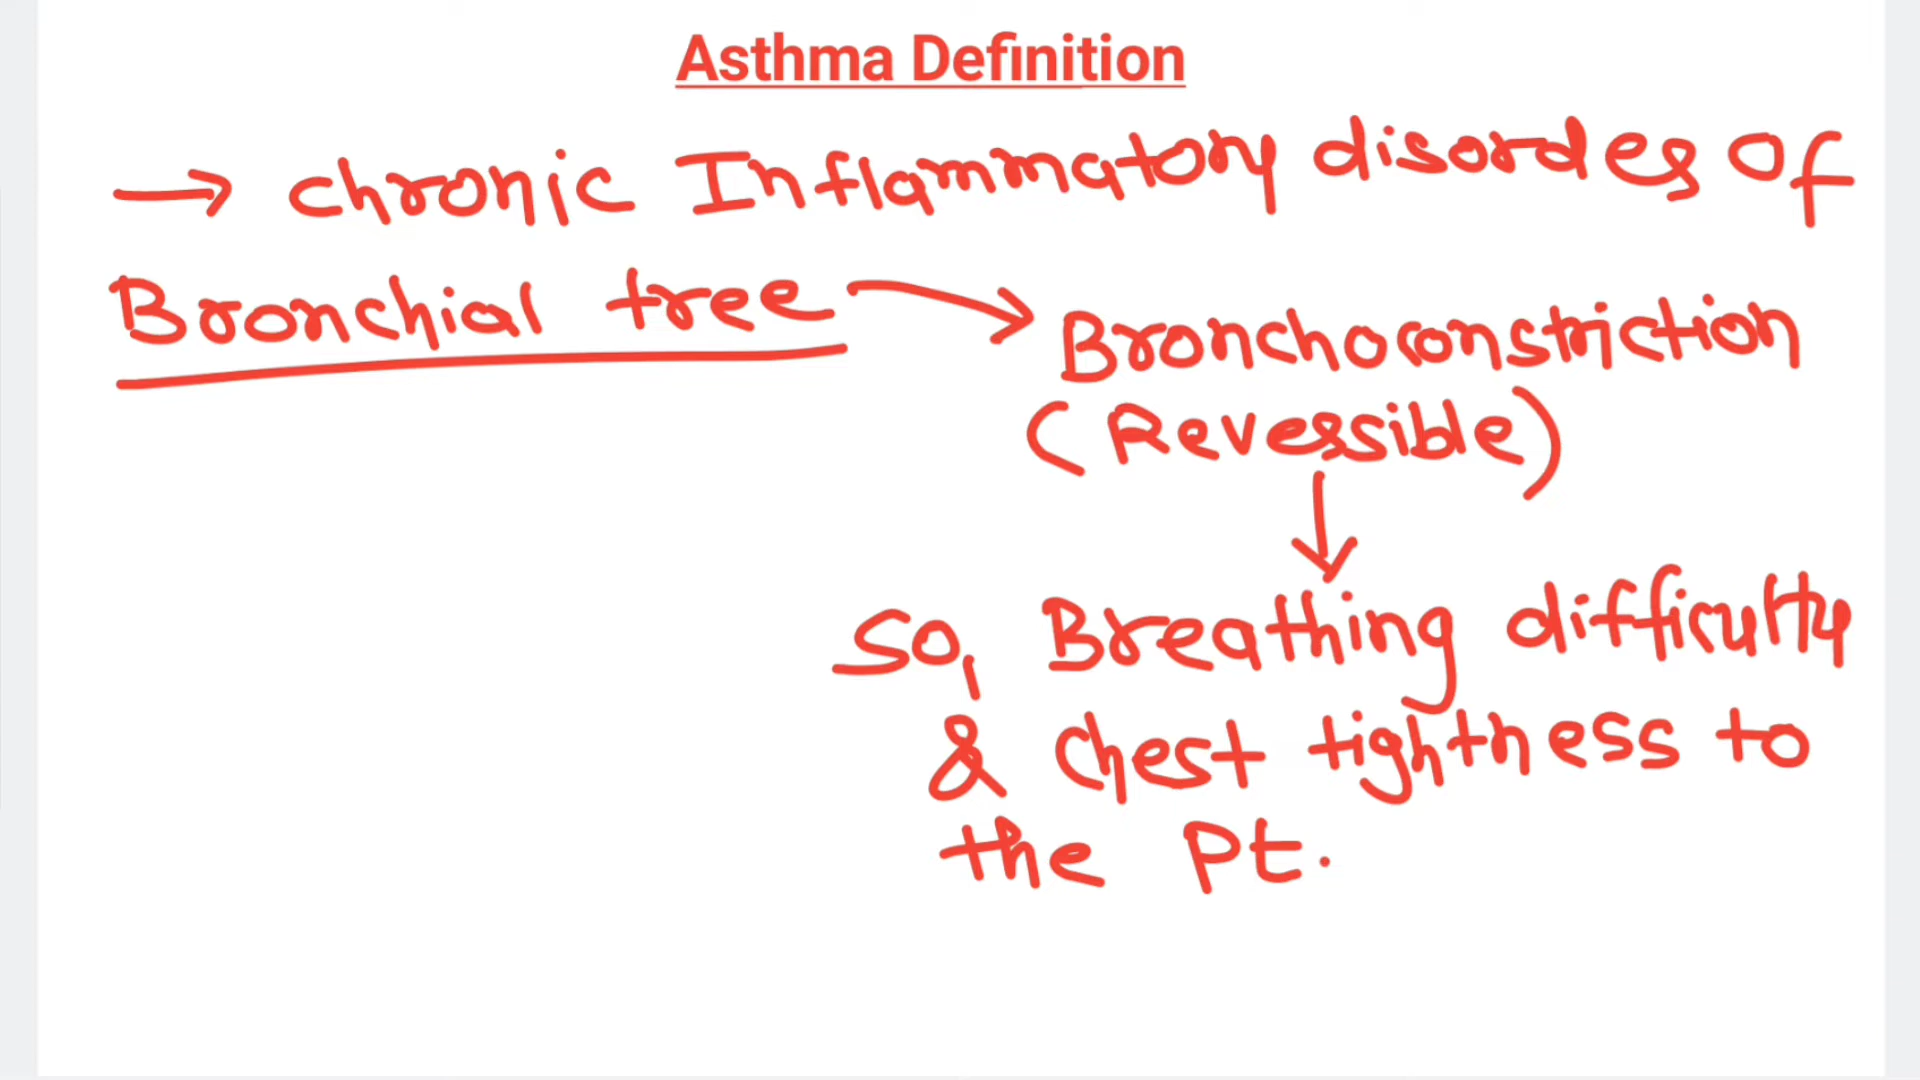 Asthma Definition
→ chronic Inflammatory disorder of
Bronchial tree → Bronchoconstriction
(Reversible)
↓
So, Breathing difficulty
& chest tightness to
the Pt.